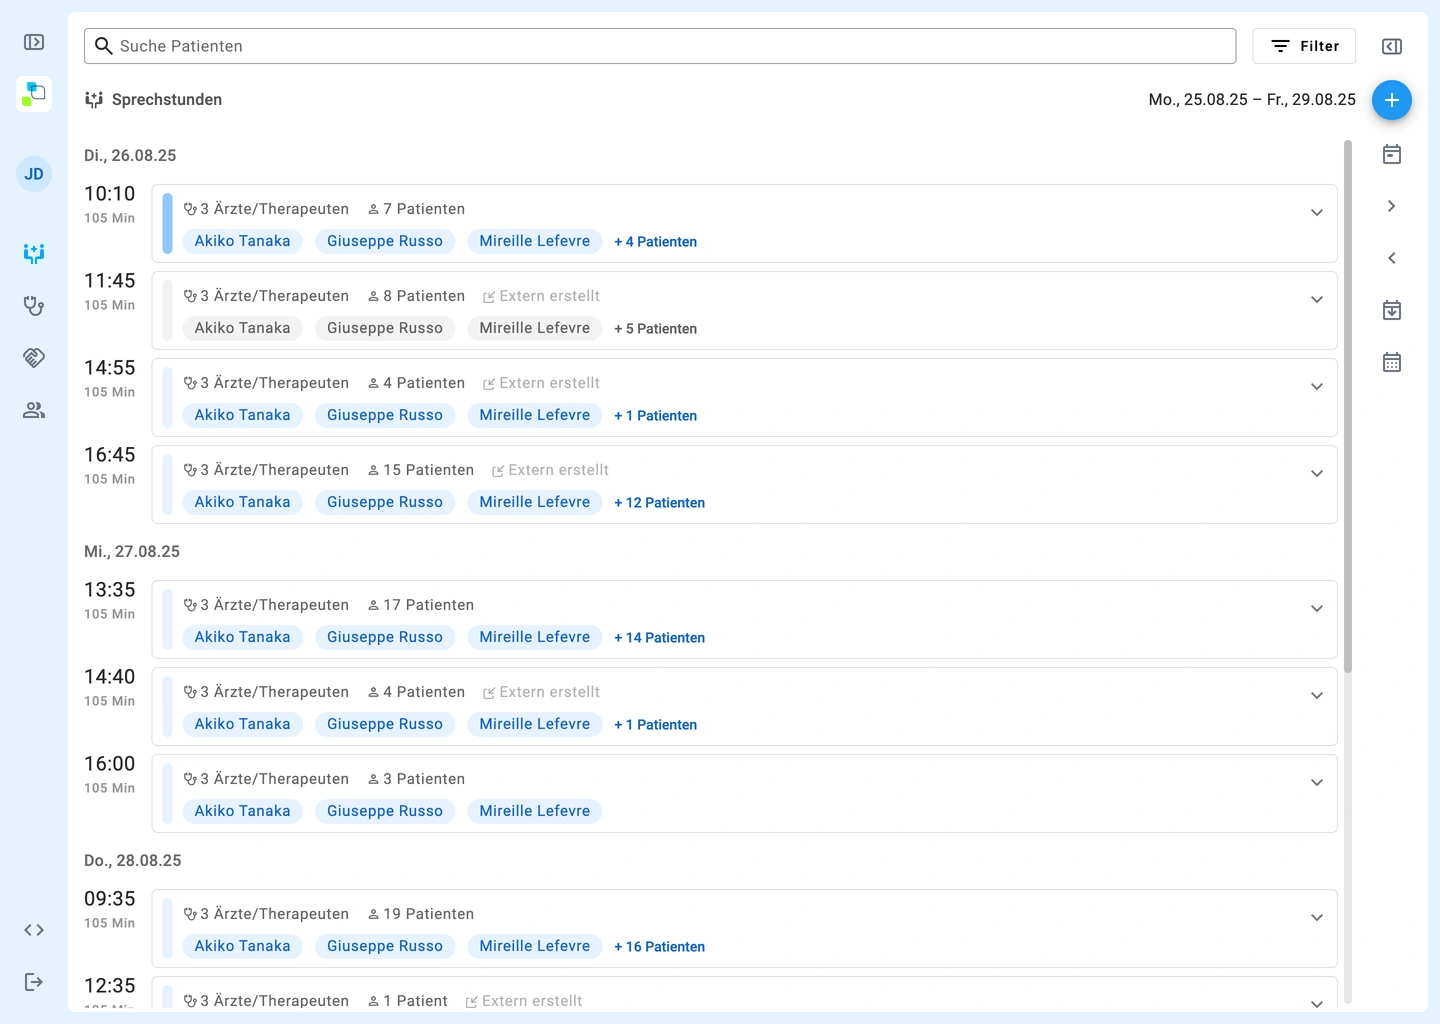 Suche Patienten
Filter
Sprechstunden
Mo., 25.08.25 – Fr., 29.08.25
JD
Di., 26.08.25
10:10
105 Min
3 Ärzte/Therapeuten 7 Patienten
Akiko Tanaka Giuseppe Russo Mireille Lefevre + 4 Patienten
11:45
105 Min
3 Ärzte/Therapeuten 8 Patienten Extern erstellt
Akiko Tanaka Giuseppe Russo Mireille Lefevre + 5 Patienten
14:55
105 Min
3 Ärzte/Therapeuten 4 Patienten Extern erstellt
Akiko Tanaka Giuseppe Russo Mireille Lefevre + 1 Patienten
16:45
105 Min
3 Ärzte/Therapeuten 15 Patienten Extern erstellt
Akiko Tanaka Giuseppe Russo Mireille Lefevre + 12 Patienten
Mi., 27.08.25
13:35
105 Min
3 Ärzte/Therapeuten 17 Patienten
Akiko Tanaka Giuseppe Russo Mireille Lefevre + 14 Patienten
14:40
105 Min
3 Ärzte/Therapeuten 4 Patienten Extern erstellt
Akiko Tanaka Giuseppe Russo Mireille Lefevre + 1 Patienten
16:00
105 Min
3 Ärzte/Therapeuten 3 Patienten
Akiko Tanaka Giuseppe Russo Mireille Lefevre
Do., 28.08.25
09:35
105 Min
3 Ärzte/Therapeuten 19 Patienten
Akiko Tanaka Giuseppe Russo Mireille Lefevre + 16 Patienten
12:35
3 Ärzte/Therapeuten 1 Patient Extern erstellt